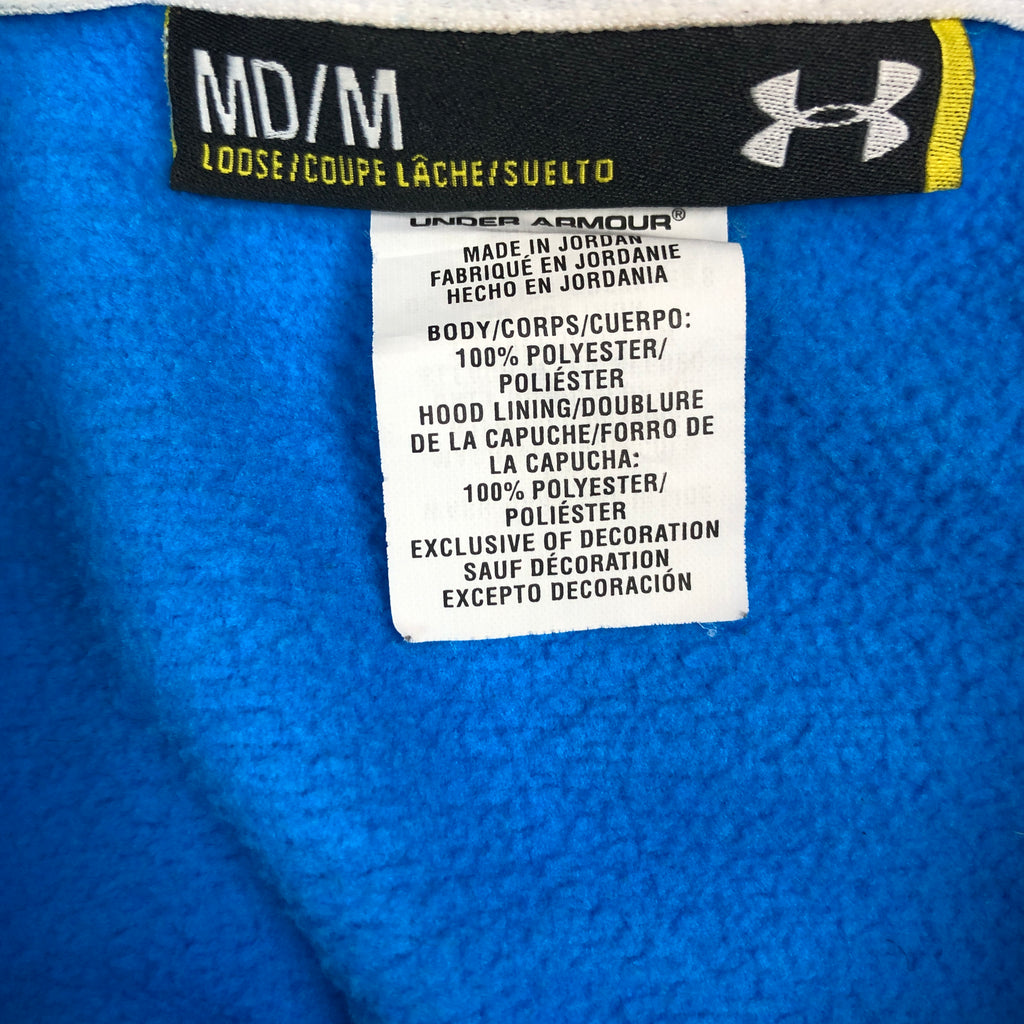 MD/M
LOOSE/COUPE LÂCHE/SUELTO
UNDER ARMOUR®
MADE IN JORDAN
FABRIQUÉ EN JORDANIE
HECHO EN JORDANIA
BODY/CORPS/CUERPO:
100% POLYESTER/
POLIÉSTER
HOOD LINING/DOUBLURE
DE LA CAPUCHE/FORRO DE
LA CAPUCHA:
100% POLYESTER/
POLIÉSTER
EXCLUSIVE OF DECORATION
SAUF DÉCORATION
EXCEPTO DECORACIÓN